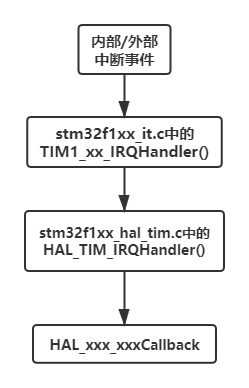 内部/外部
中断事件
stm32f1xx_it.c中的
TIM1_xx_IRQHandler()
stm32f1xx_hal_tim.c中的
HAL_TIM_IRQHandler()
HAL_xxx_xxxCallback